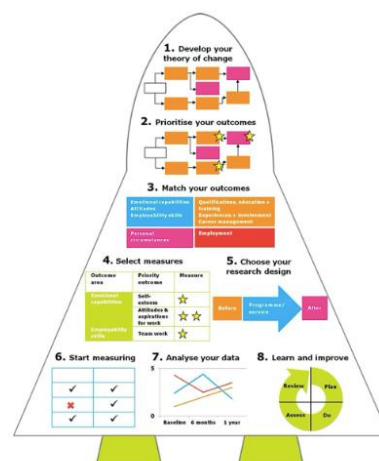 1. Develop your
theory of change
2. Prioritise your outcomes
3. Match your outcomes
Emotional capabilities
Attitudes
Employability skills
Qualifications, education +
training
Experiences + involvement
Career management
Personal
circumstances
Employment
4. Select measures
Outcome
area
Priority
outcome
Measure
Emotional
capabilities
Self-
esteem
Attitudes &
aspirations
for work
Employability
skills
Team work
5. Choose your
research design
Before
Programme/
service
After
6. Start measuring
7. Analyse your data
5
0
Baseline
6 months
1 year
8. Learn and improve
Review
Plan
Assess
Do